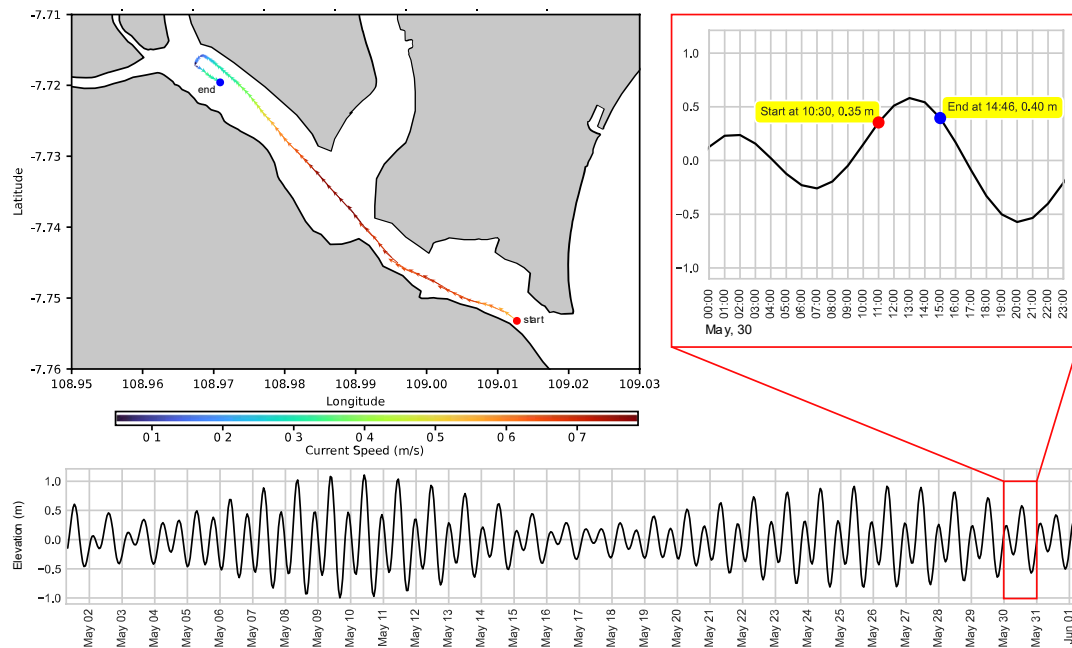 -7.71
-7.72
-7.73
-7.74
-7.75
-7.76
Latitude
end
start
108.95 108.96 108.97 108.98 108.99 109.00 109.01 109.02 109.03
Longitude
0 1 0 2 0 3 0 4 0 5 0 6 0 7
Current Speed (m/s)
1.0
0.5
0.0
−0.5
−1.0
Start at 10:30, 0.35 m
End at 14:46, 0.40 m
00:00 01:00 02:00 03:00 04:00 05:00 06:00 07:00 08:00 09:00 10:00 11:00 12:00 13:00 14:00 15:00 16:00 17:00 18:00 19:00 20:00 21:00 22:00 23:00
May, 30
Elevation (m)
1.0
0.5
0.0
−0.5
−1.0
May 02 May 03 May 04 May 05 May 06 May 07 May 08 May 09 May 10 May 11 May 12 May 13 May 14 May 15 May 16 May 17 May 18 May 19 May 20 May 21 May 22 May 23 May 24 May 25 May 26 May 27 May 28 May 29 May 30 May 31 Jun 01